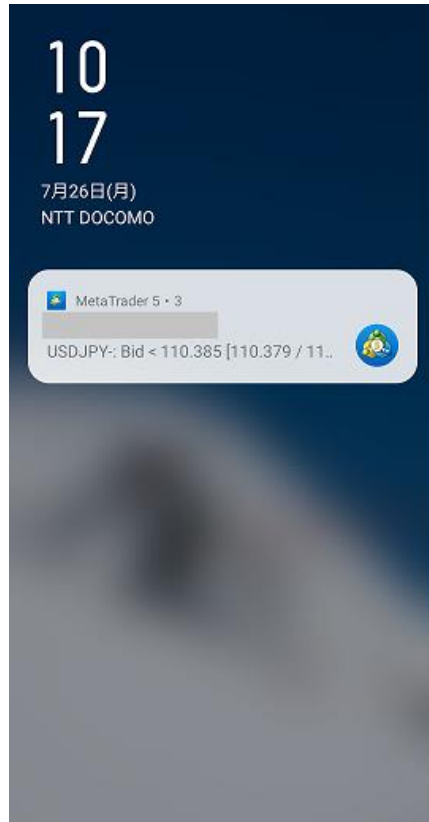 10
17
7月26日(月)
NTT DOCOMO
MetaTrader 5 • 3
USDJPY-: Bid < 110.385 [110.379 / 11..